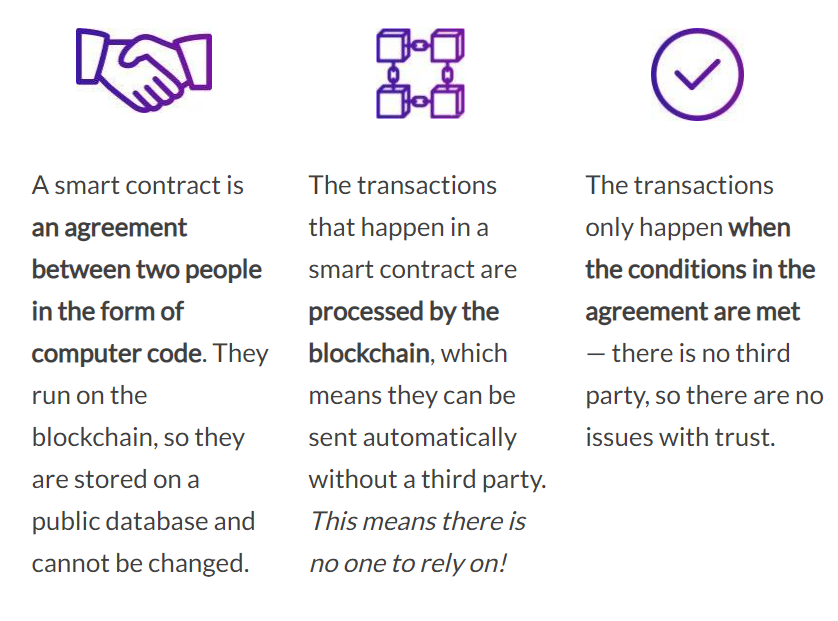 A smart contract is
an agreement
between two people
in the form of
computer code. They
run on the
blockchain, so they
are stored on a
public database and
cannot be changed.
The transactions
that happen in a
smart contract are
processed by the
blockchain, which
means they can be
sent automatically
without a third party.
This means there is
no one to rely on!
The transactions
only happen when
the conditions in the
agreement are met
— there is no third
party, so there are no
issues with trust.